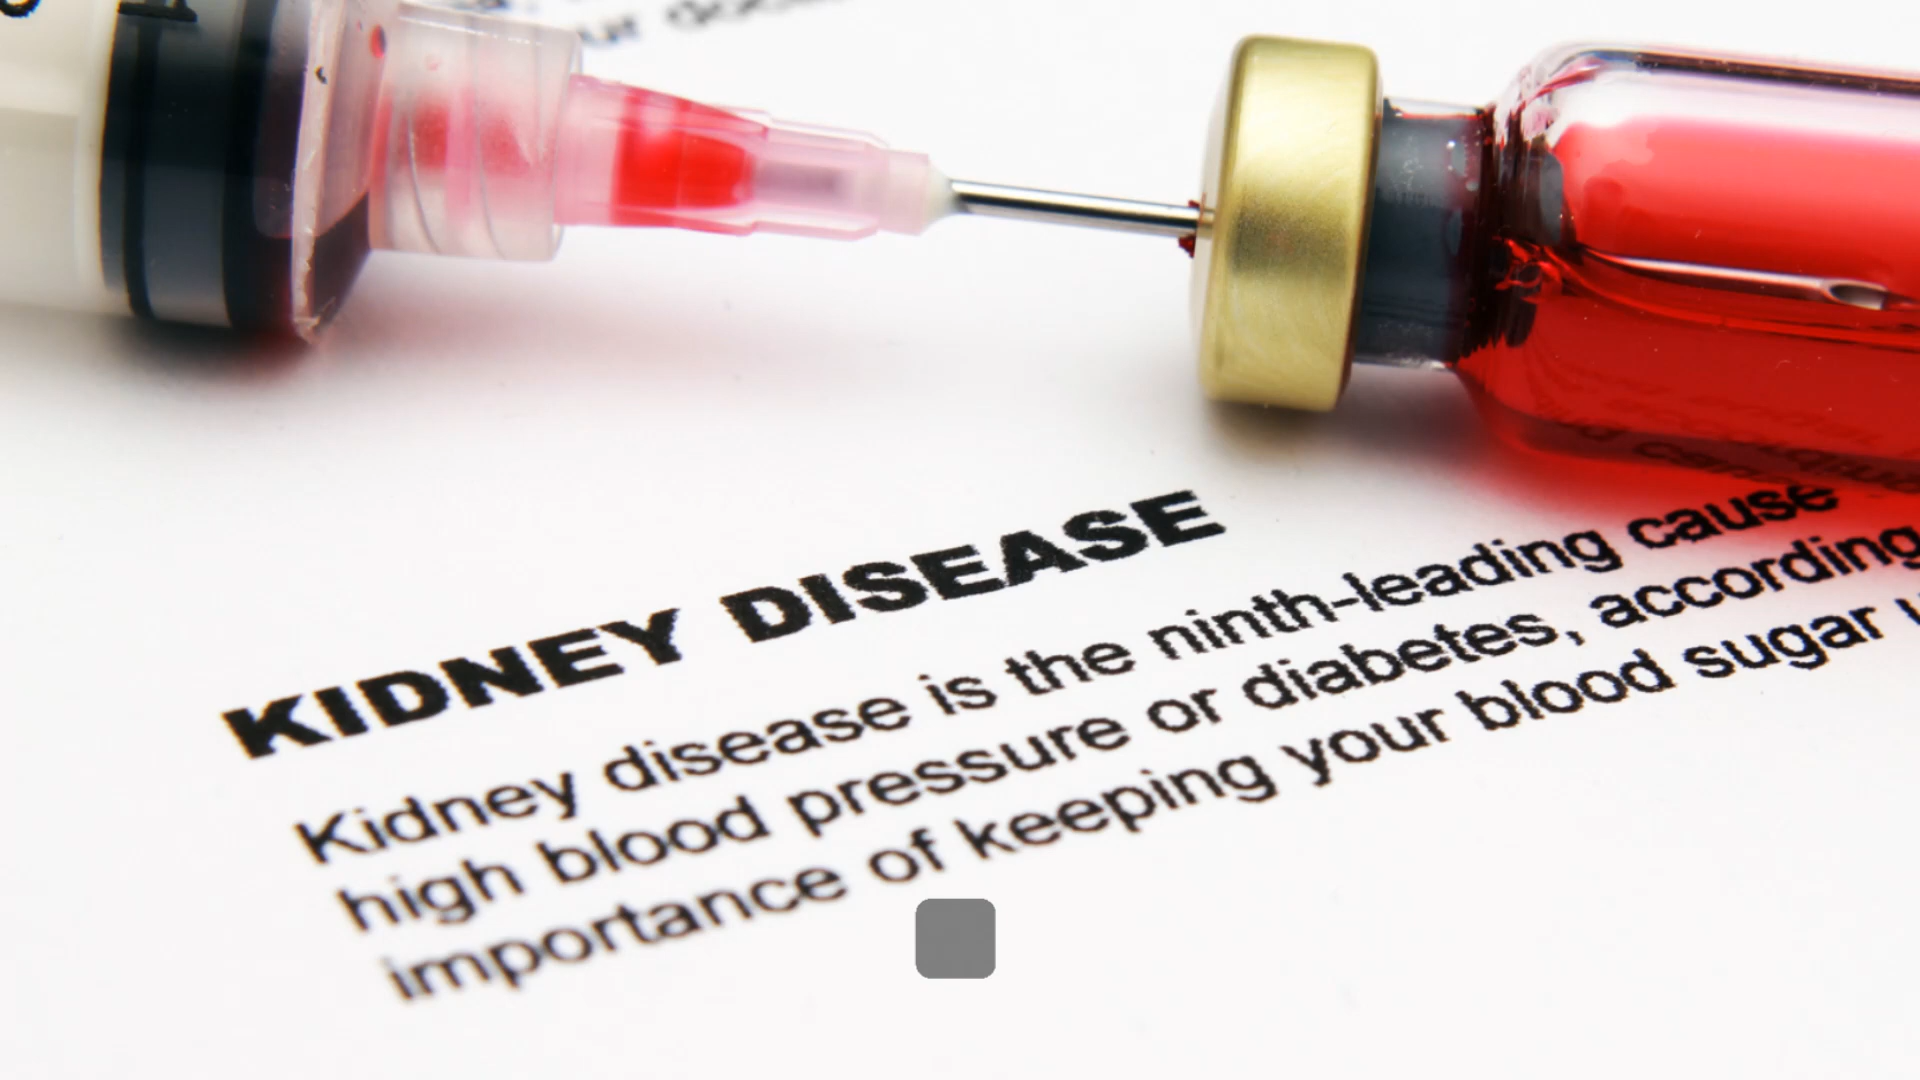 KIDNEY DISEASE
Kidney disease is the ninth-leading cause
high blood pressure or diabetes, according
importance of keeping your blood sugar